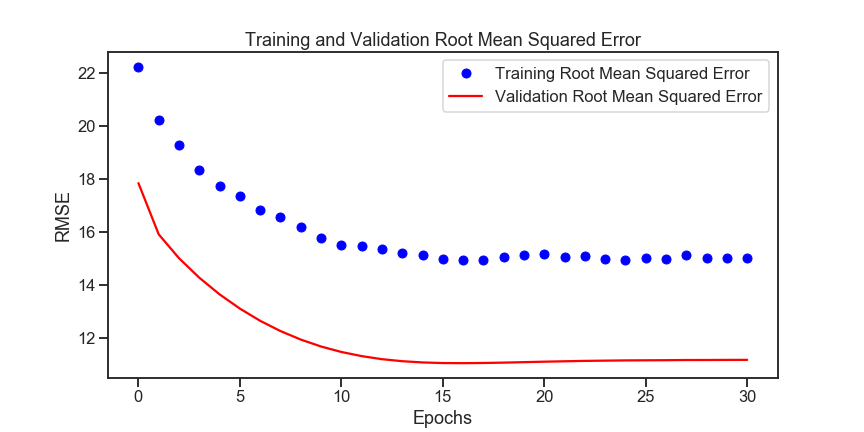 Training and Validation Root Mean Squared Error
Training Root Mean Squared Error
Validation Root Mean Squared Error
RMSE
22
20
18
16
14
12
0 5 10 15 20 25 30
Epochs